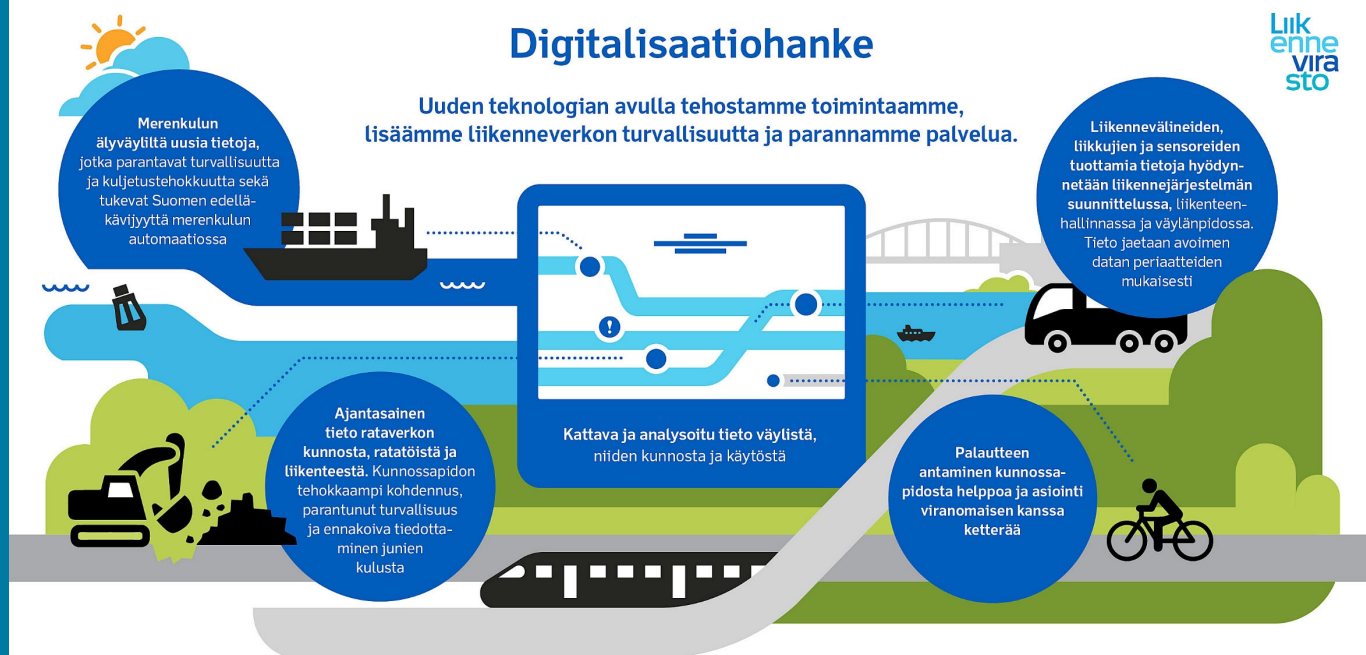 Digitalisaatiohanke
Liik
enne
vira
sto
Uuden teknologian avulla tehostamme toimintaamme,
lisäämme liikenneverkon turvallisuutta ja parannamme palvelua.
Merenkulun
älyväyliltä uusia tietoja,
jotka parantavat turvallisuutta
ja kuljetustehokkuutta sekä
tukevat Suomen edellä-
kävijyyttä merenkulun
automaatiossa
Liikennevälineiden,
liikkujien ja sensoreiden
tuottamia tietoja hyödyn-
netään liikennejärjestelmän
suunnittelussa, liikenteen-
hallinnassa ja väylänpidossa.
Tieto jaetaan avoimen
datan periaatteiden
mukaisesti
!
Ajantasainen
tieto rataverkon
kunnosta, ratatöistä ja
liikenteestä. Kunnossapidon
tehokkaampi kohdennus,
parantunut turvallisuus
ja ennakoiva tiedotta-
minen junien
kulusta
Kattava ja analysoitu tieto väylistä,
niiden kunnosta ja käytöstä
Palautteen
antaminen kunnossa-
pidosta helppoa ja asiointi
viranomaisen kanssa
ketterää